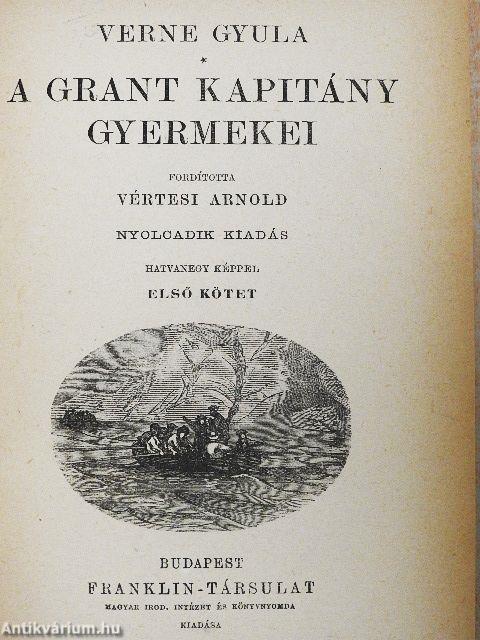 VERNE GYULA
*
A GRANT KAPITÁNY
GYERMEKEI
FORDÍTOTTA
VÉRTESI ARNOLD
NYOLCADIK KIADÁS
HATVANEGY KÉPPEL
ELSŐ KÖTET
BUDAPEST
FRANKLIN-TÁRSULAT
MAGYAR IROD. INTÉZET ÉS KÖNYVNYOMDA
KIADÁSA
Antikvárium.hu